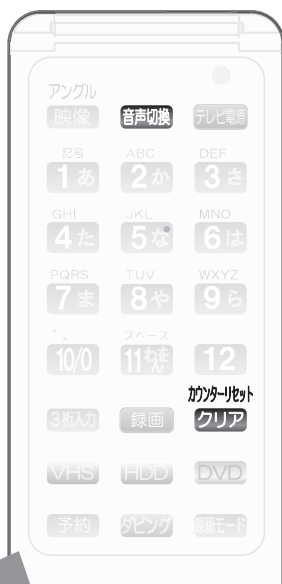 アングル
映像 音声切換 テレビ電源
記号 ABC DEF
1あ 2か 3さ
GHI JKL MNO
4た 5な 6は
PQRS TUV WXYZ
7ま 8や 9ら
゛゜ スペース
10/0 11わをん 12
カウンターリセット
3桁入力 録画 クリア
VHS HDD DVD
予約 ダビング 録画モード